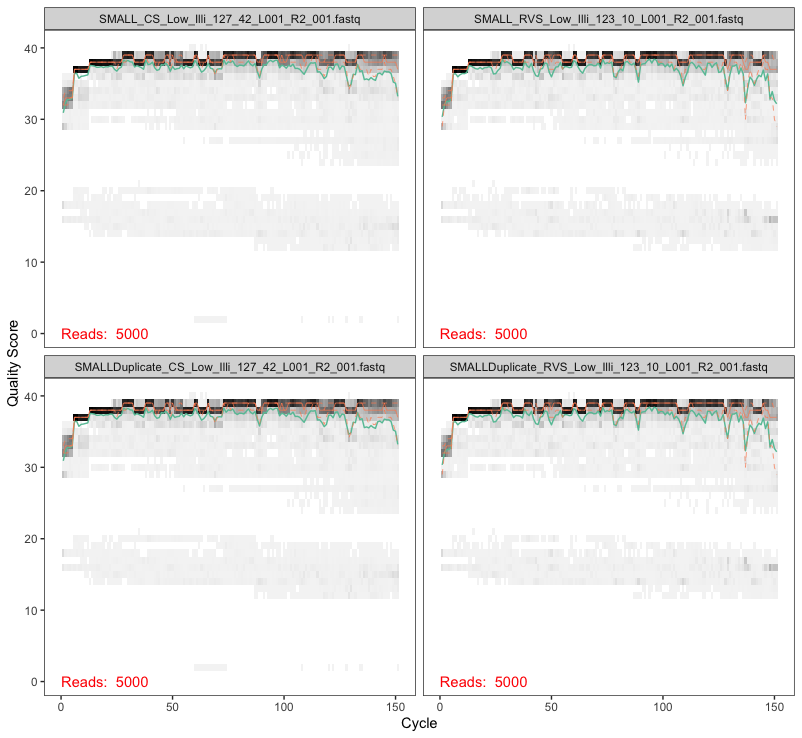 SMALL_CS_Low_Illi_127_42_L001_R2_001.fastq
SMALL_RVS_Low_Illi_123_10_L001_R2_001.fastq
40
30
20
10
0
Reads: 5000
Reads: 5000
Quality Score
SMALLDuplicate_CS_Low_Illi_127_42_L001_R2_001.fastq
SMALLDuplicate_RVS_Low_Illi_123_10_L001_R2_001.fastq
40
30
20
10
0
Reads: 5000
Reads: 5000
0 50 100 150
0 50 100 150
Cycle